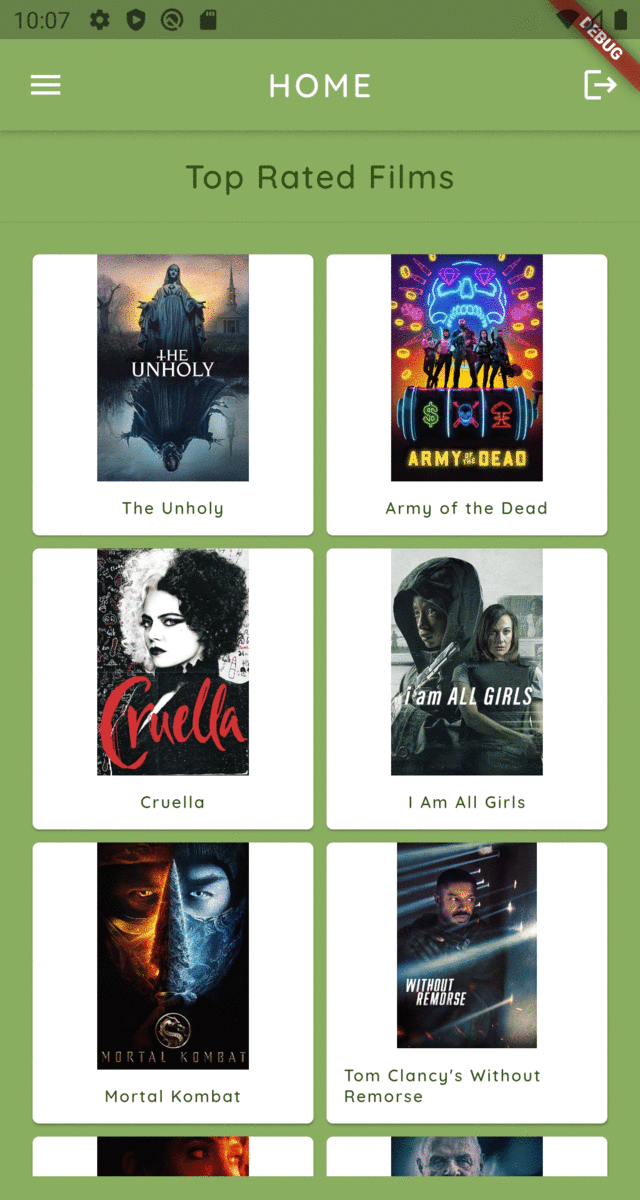 10:07
DEBUG
HOME
Top Rated Films
THE
UNHOLY
ARMY OF THE DEAD
The Unholy
Army of the Dead
Cruella
i am ALL GIRLS
Cruella
I Am All Girls
MORTAL KOMBAT
WITHOUT
REMORSE
Mortal Kombat
Tom Clancy's Without
Remorse